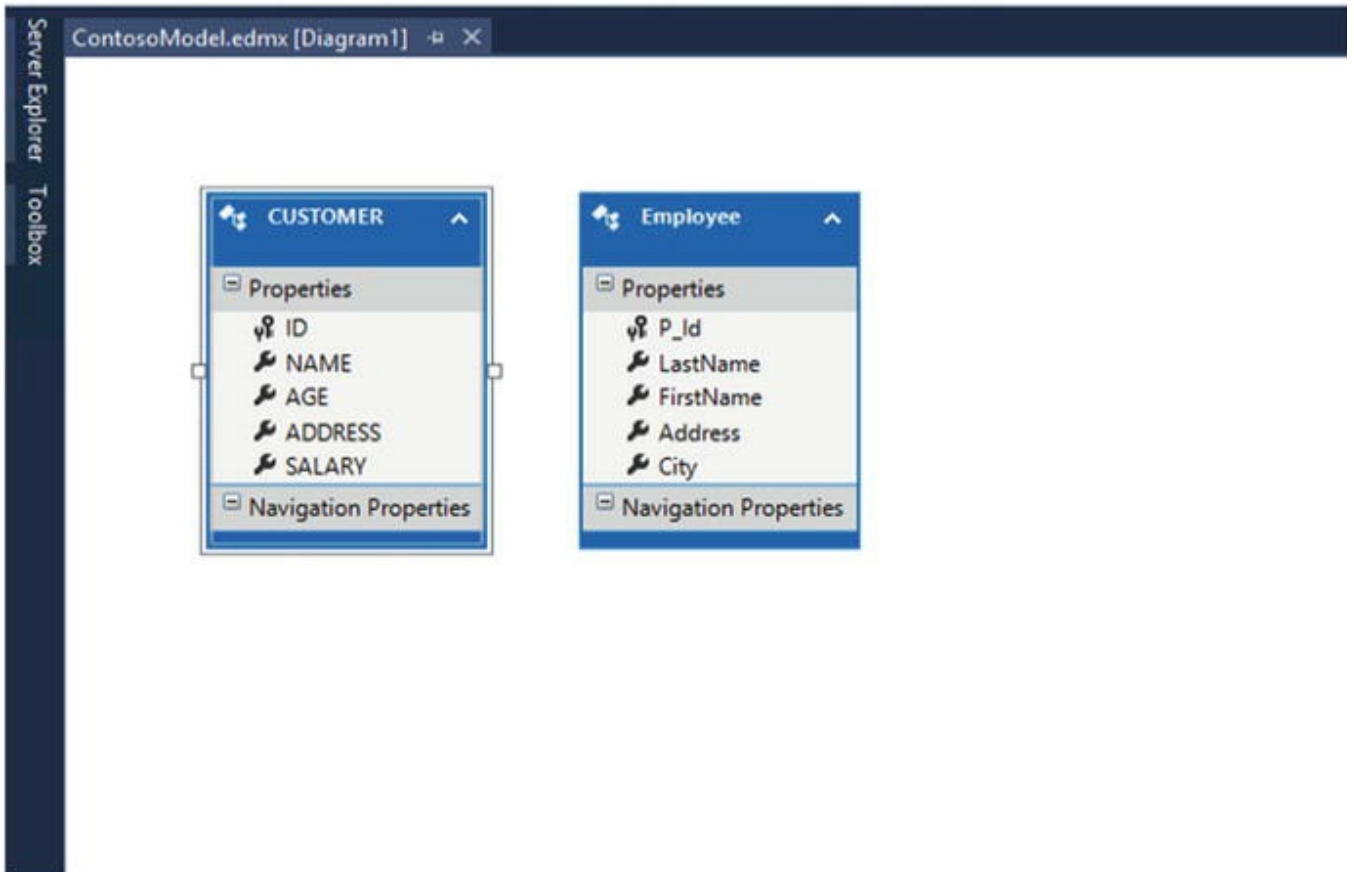 Server Explorer
Toolbox
ContosoModel.edmx [Diagram1]
CUSTOMER
Properties
ID
NAME
AGE
ADDRESS
SALARY
Navigation Properties
Employee
Properties
P_Id
LastName
FirstName
Address
City
Navigation Properties